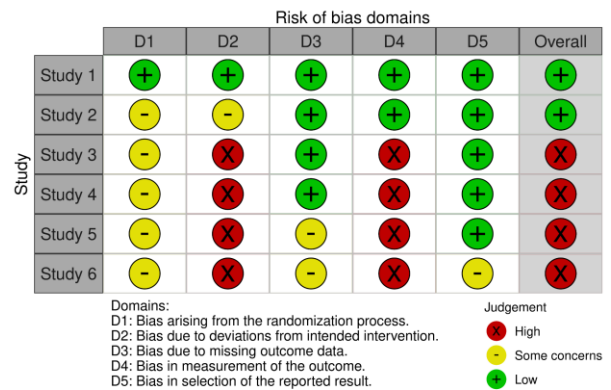 Risk of bias domains
D1 D2 D3 D4 D5 Overall
Study
Study 1 + + + + + +
Study 2 - - + + + +
Study 3 - X + X + X
Study 4 - X + X + X
Study 5 - X - X + X
Study 6 - X - X - X
Domains:
D1: Bias arising from the randomization process.
D2: Bias due to deviations from intended intervention.
D3: Bias due to missing outcome data.
D4: Bias in measurement of the outcome.
D5: Bias in selection of the reported result.
Judgement
X High
- Some concerns
+ Low